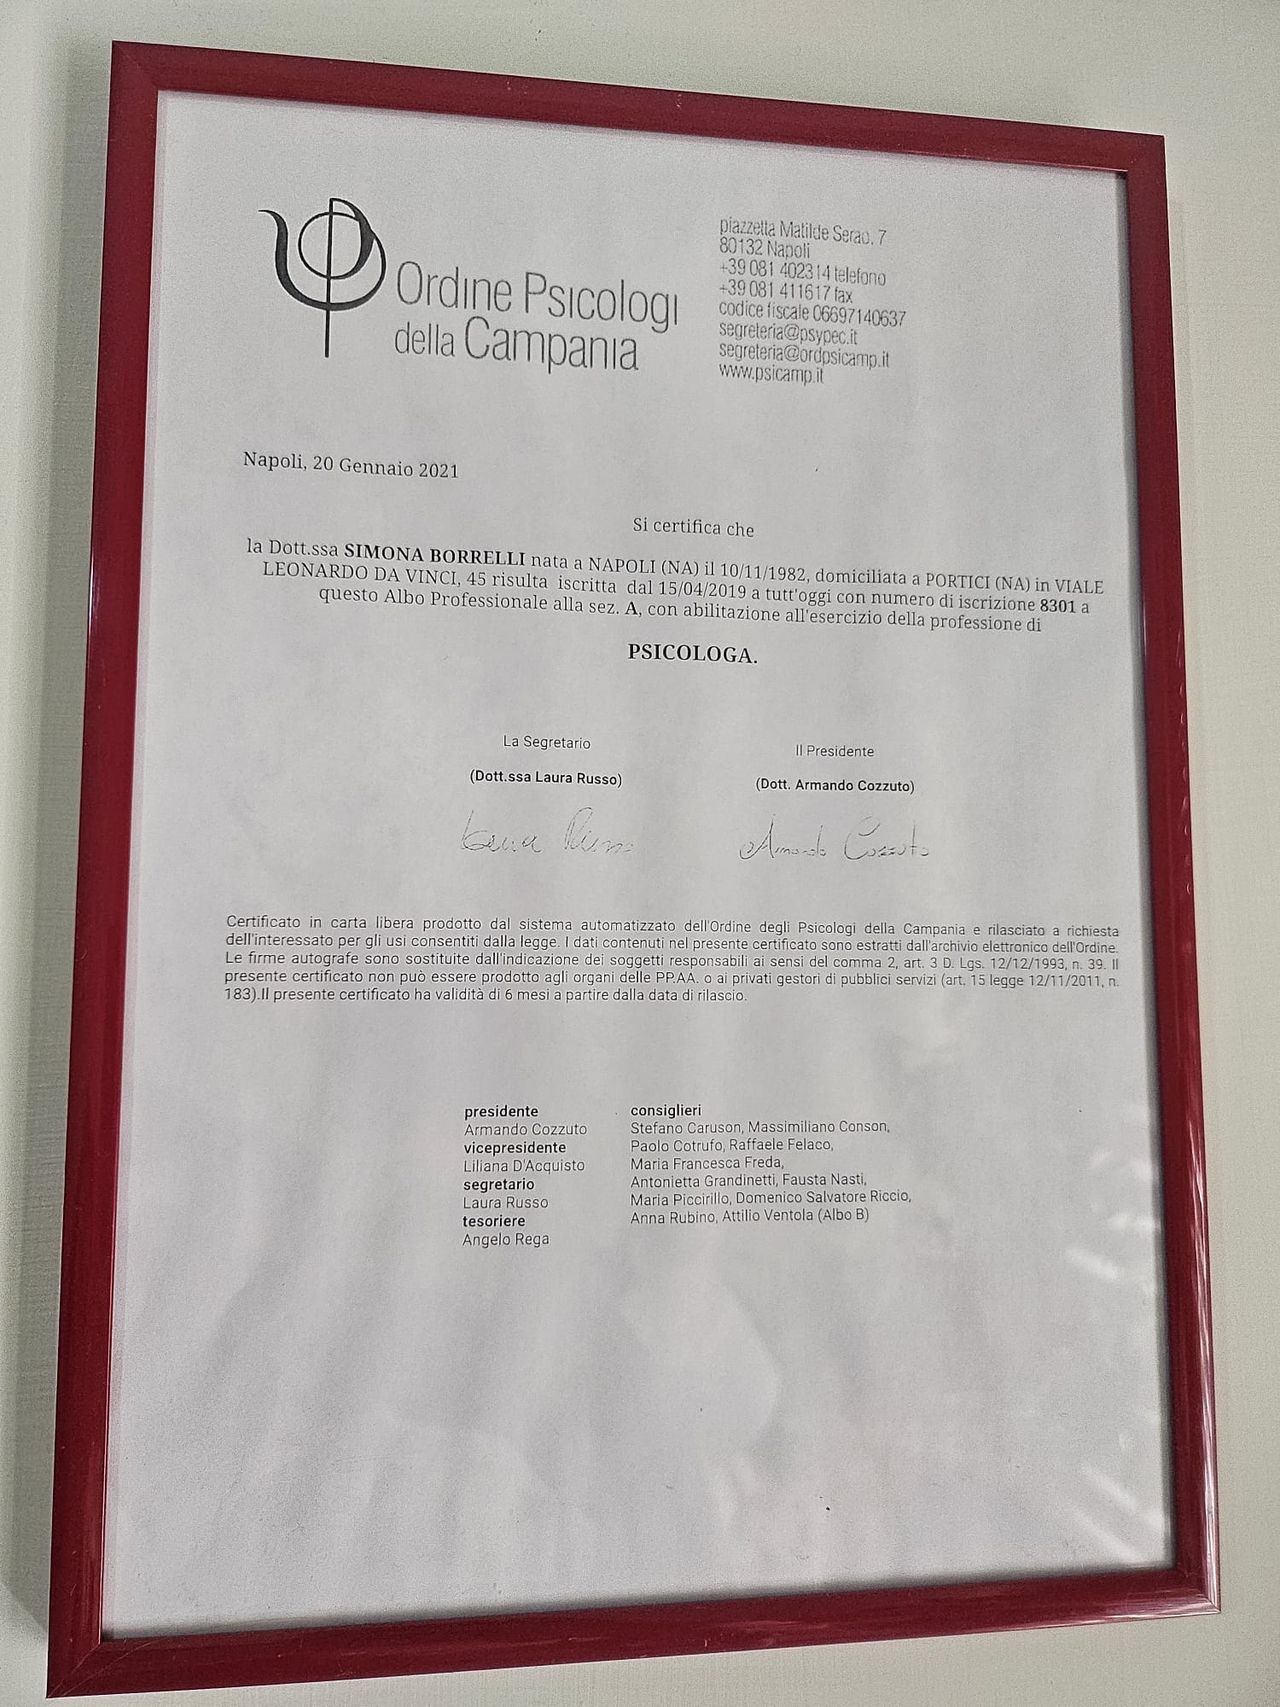 Ordine Psicologi
della Campania
piazzetta Matilde Serao, 7
80132 Napoli
+39 081 402314 telefono
+39 081 411617 fax
codice fiscale 06697140637
segreteria@psypec.it
segreteria@ordpsicamp.it
www.psicamp.it
Napoli, 20 Gennaio 2021
Si certifica che
la Dott.ssa SIMONA BORRELLI nata a NAPOLI (NA) il 10/11/1982, domiciliata a PORTICI (NA) in VIALE
LEONARDO DA VINCI, 45 risulta iscritta dal 15/04/2019 a tutt'oggi con numero di iscrizione 8301 a
questo Albo Professionale alla sez. A, con abilitazione all'esercizio della professione di
PSICOLOGA.
La Segretario
(Dott.ssa Laura Russo)
Laura Russo
Il Presidente
(Dott. Armando Cozzuto)
Armando Cozzuto
Certificato in carta libera prodotto dal sistema automatizzato dell'Ordine degli Psicologi della Campania e rilasciato a richiesta
dell'interessato per gli usi consentiti dalla legge. I dati contenuti nel presente certificato sono estratti dall'archivio elettronico dell'Ordine.
Le firme autografe sono sostituite dall'indicazione dei soggetti responsabili ai sensi del comma 2, art. 3 D. Lgs. 12/12/1993, n. 39. Il
presente certificato non può essere prodotto agli organi delle PP.AA. o ai privati gestori di pubblici servizi (art. 15 legge 12/11/2011, n.
183).Il presente certificato ha validità di 6 mesi a partire dalla data di rilascio.
presidente
Armando Cozzuto
vicepresidente
Liliana D'Acquisto
segretario
Laura Russo
tesoriere
Angelo Rega
consiglieri
Stefano Caruson, Massimiliano Conson,
Paolo Cotrufo, Raffaele Felaco,
Maria Francesca Freda,
Antonietta Grandinetti, Fausta Nasti,
Maria Piccirillo, Domenico Salvatore Riccio,
Anna Rubino, Attilio Ventola (Albo B)